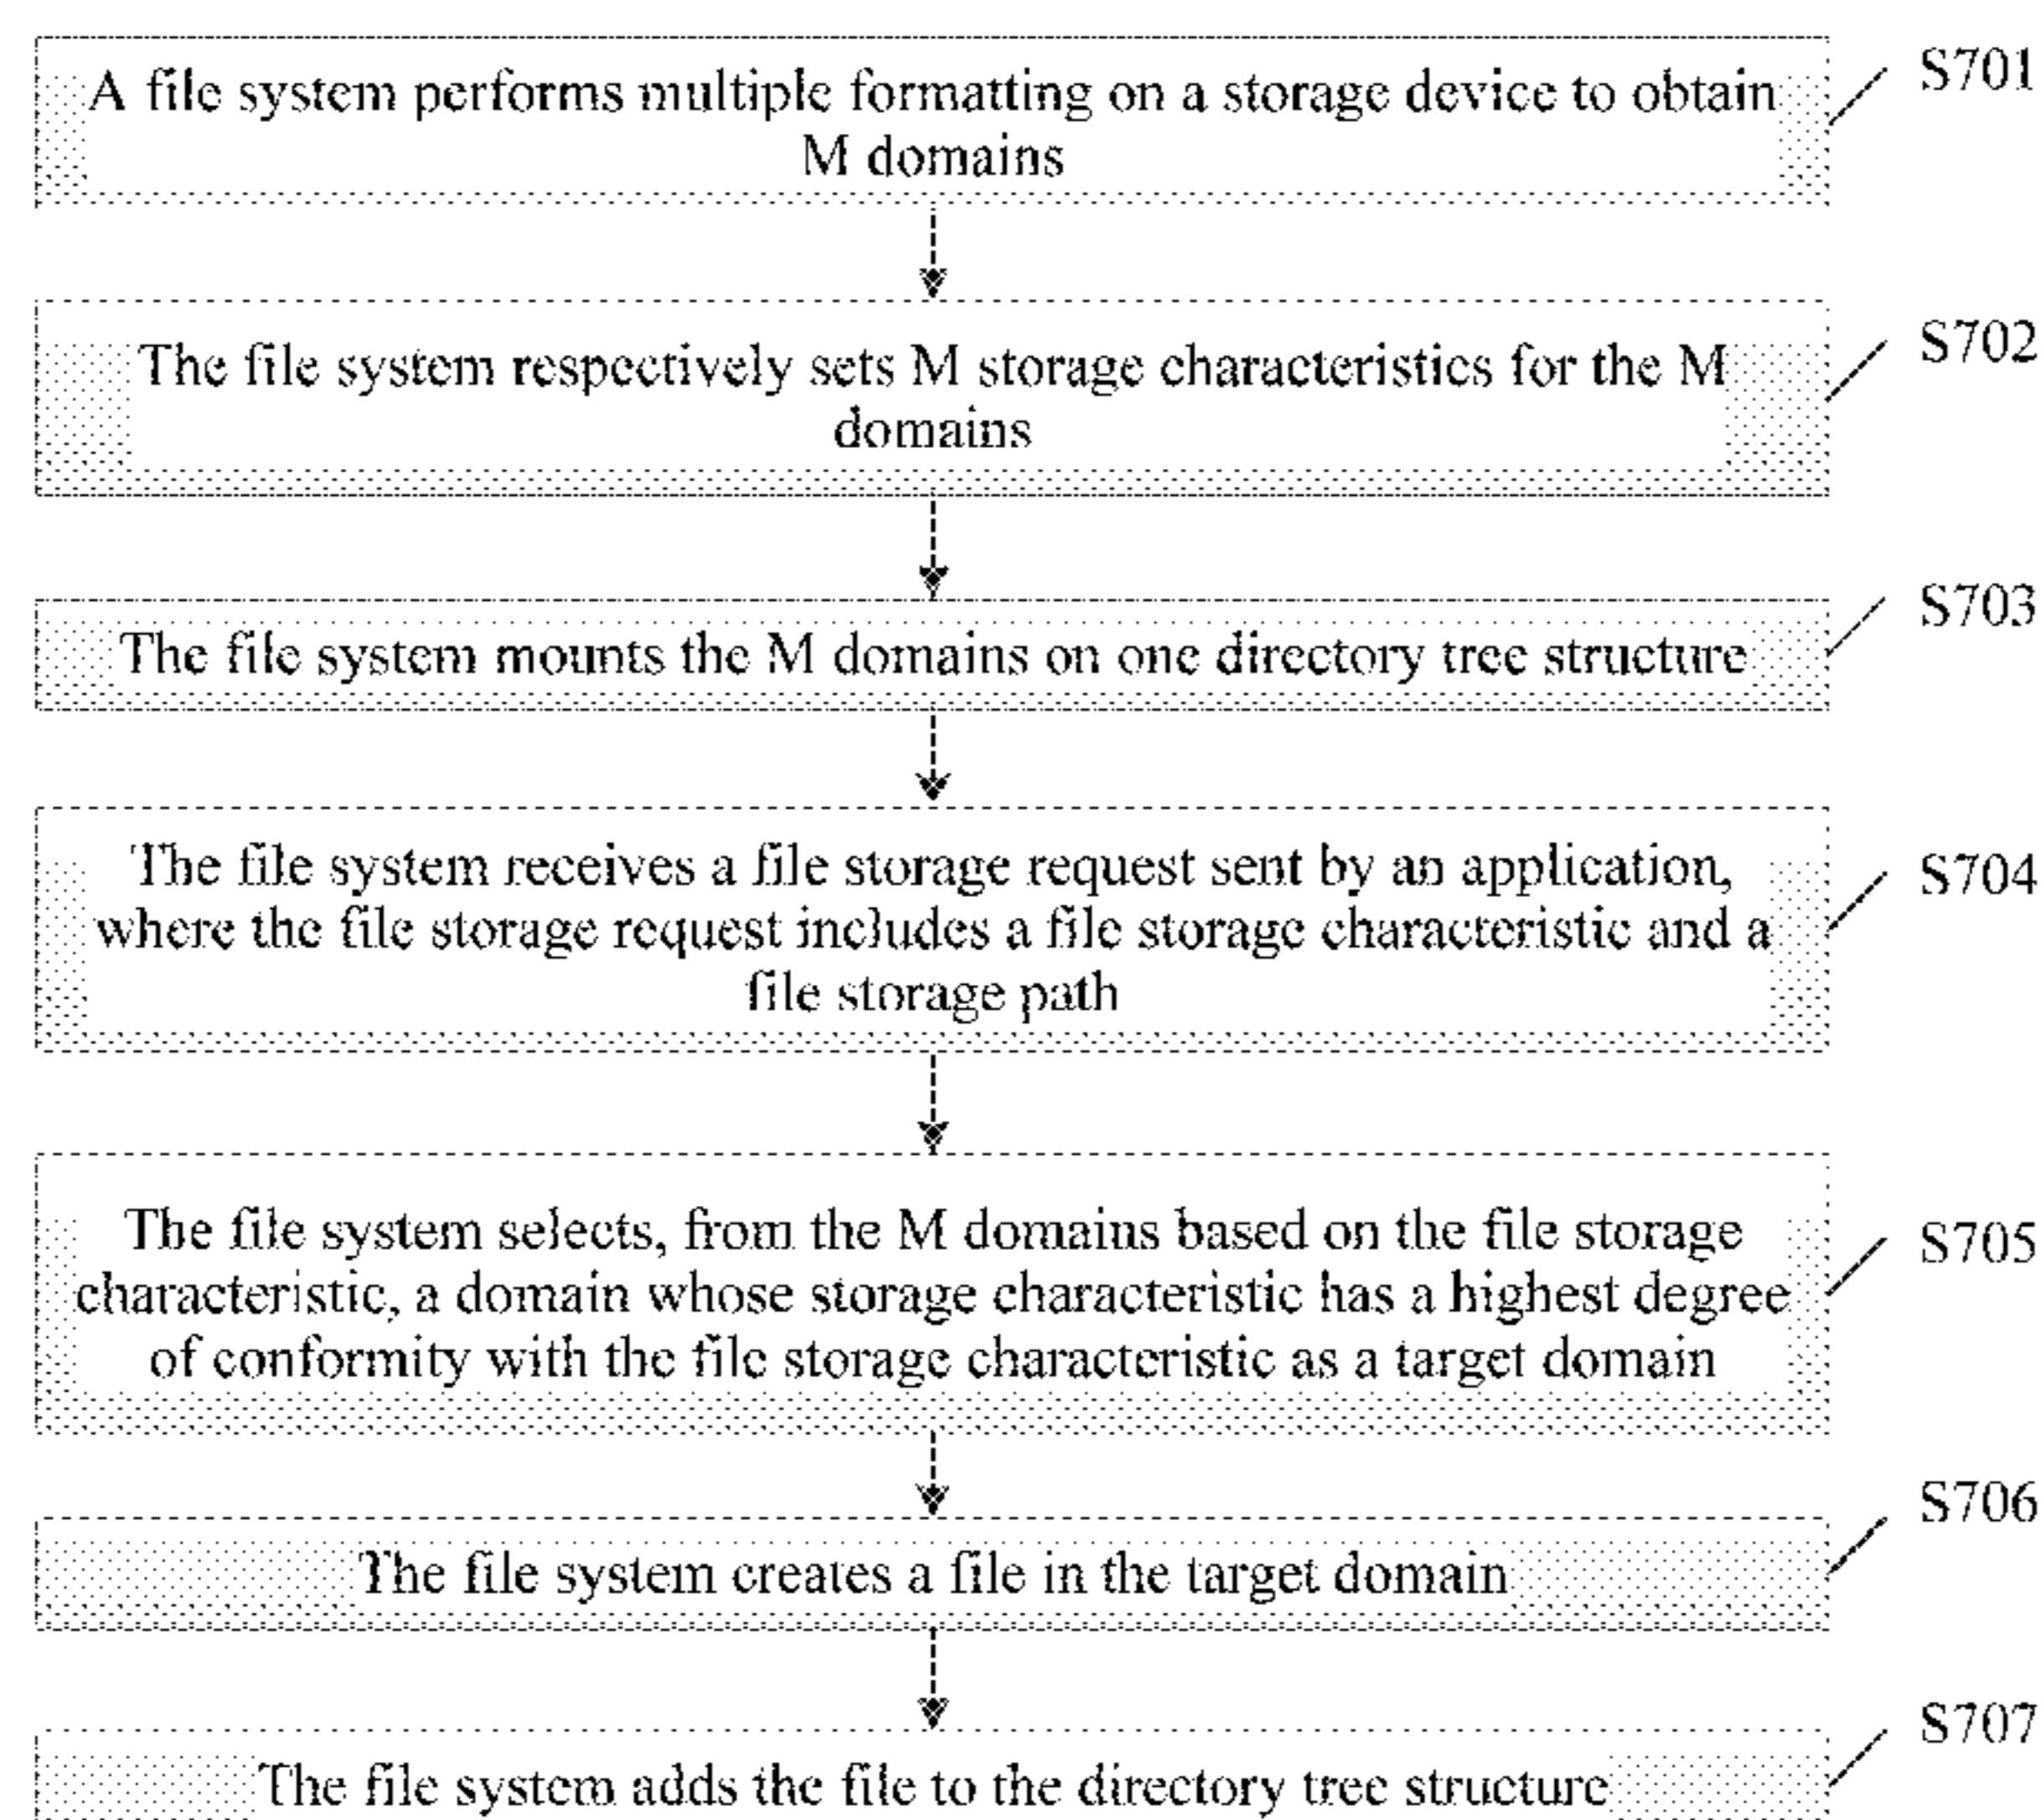 A file system performs multiple formatting on a storage device to obtain
M domains
S701
The file system respectively sets M storage characteristics for the M
domains
S702
The file system mounts the M domains on one directory tree structure
S703
The file system receives a file storage request sent by an application,
where the file storage request includes a file storage characteristic and a
file storage path
S704
The file system selects, from the M domains based on the file storage
characteristic, a domain whose storage characteristic has a highest degree
of conformity with the file storage characteristic as a target domain
S705
The file system creates a file in the target domain
S706
The file system adds the file to the directory tree structure
S707